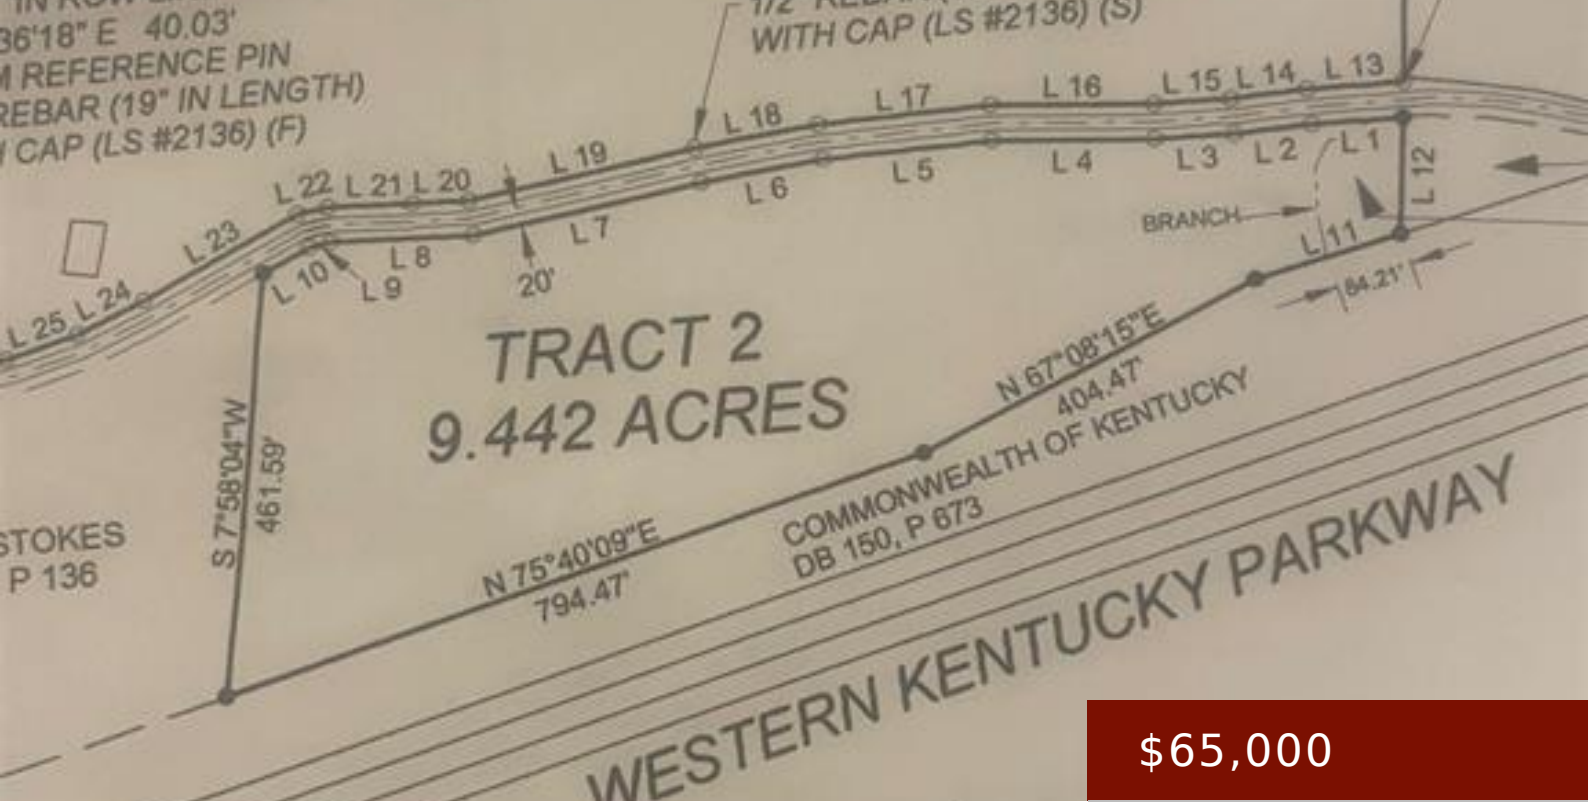 36'18" E 40.03'
M REFERENCE PIN
REBAR (19" IN LENGTH)
CAP (LS #2136) (F)
1/2" REBAR
WITH CAP (LS #2136) (S)
L 13
L 14
L 15
L 16
L 17
L 18
L 19
L 20
L 21
L 22
L 23
L 24
L 25
L 1
L 2
L 3
L 4
L 5
L 6
L 7
L 8
L 9
L 10
L 11
L 12
BRANCH
20'
84.21'
TRACT 2
9.442 ACRES
N 67°08'15"E
404.47'
COMMONWEALTH OF KENTUCKY
DB 150, P 673
S 7°58'04"W
461.59'
N 75°40'09"E
794.47'
STOKES
P 136
WESTERN KENTUCKY PARKWAY
$65,000